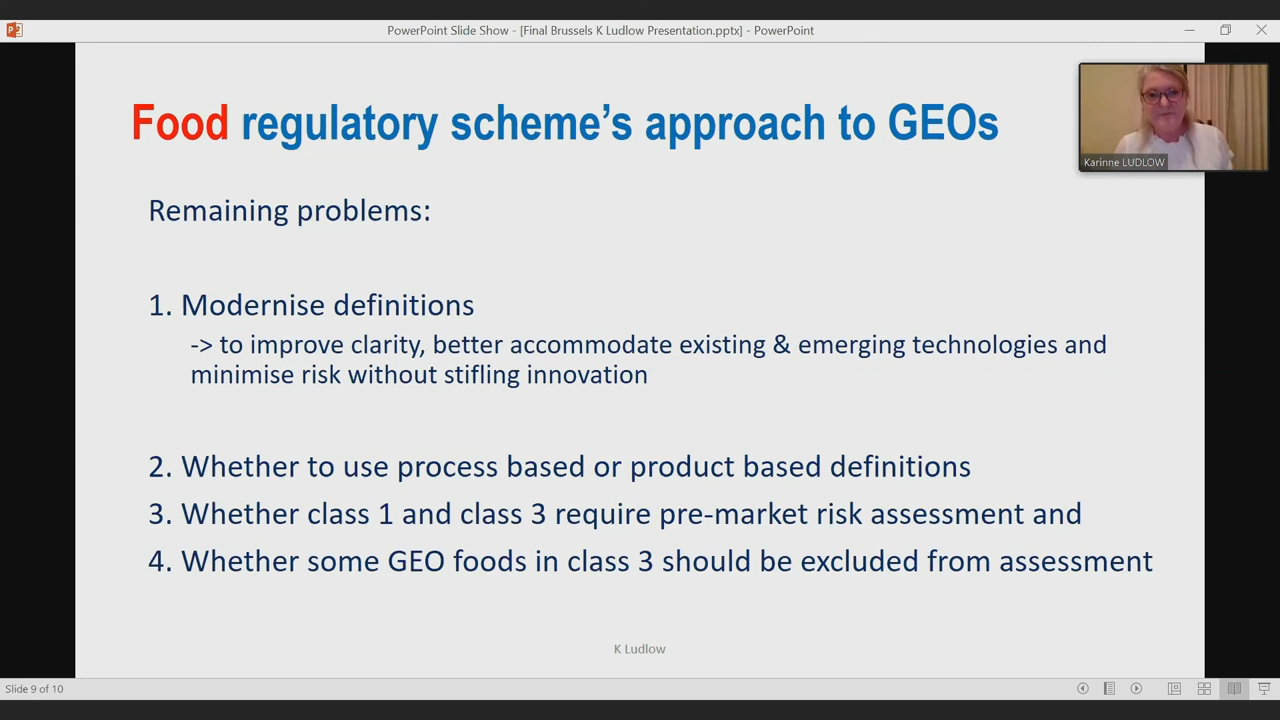 PowerPoint Slide Show - [Final Brussels K Ludlow Presentation.pptx] - PowerPoint
Food regulatory scheme’s approach to GEOs
Karinne LUDLOW
Remaining problems:
1. Modernise definitions
-> to improve clarity, better accommodate existing & emerging technologies and
minimise risk without stifling innovation
2. Whether to use process based or product based definitions
3. Whether class 1 and class 3 require pre-market risk assessment and
4. Whether some GEO foods in class 3 should be excluded from assessment
K Ludlow
Slide 9 of 10